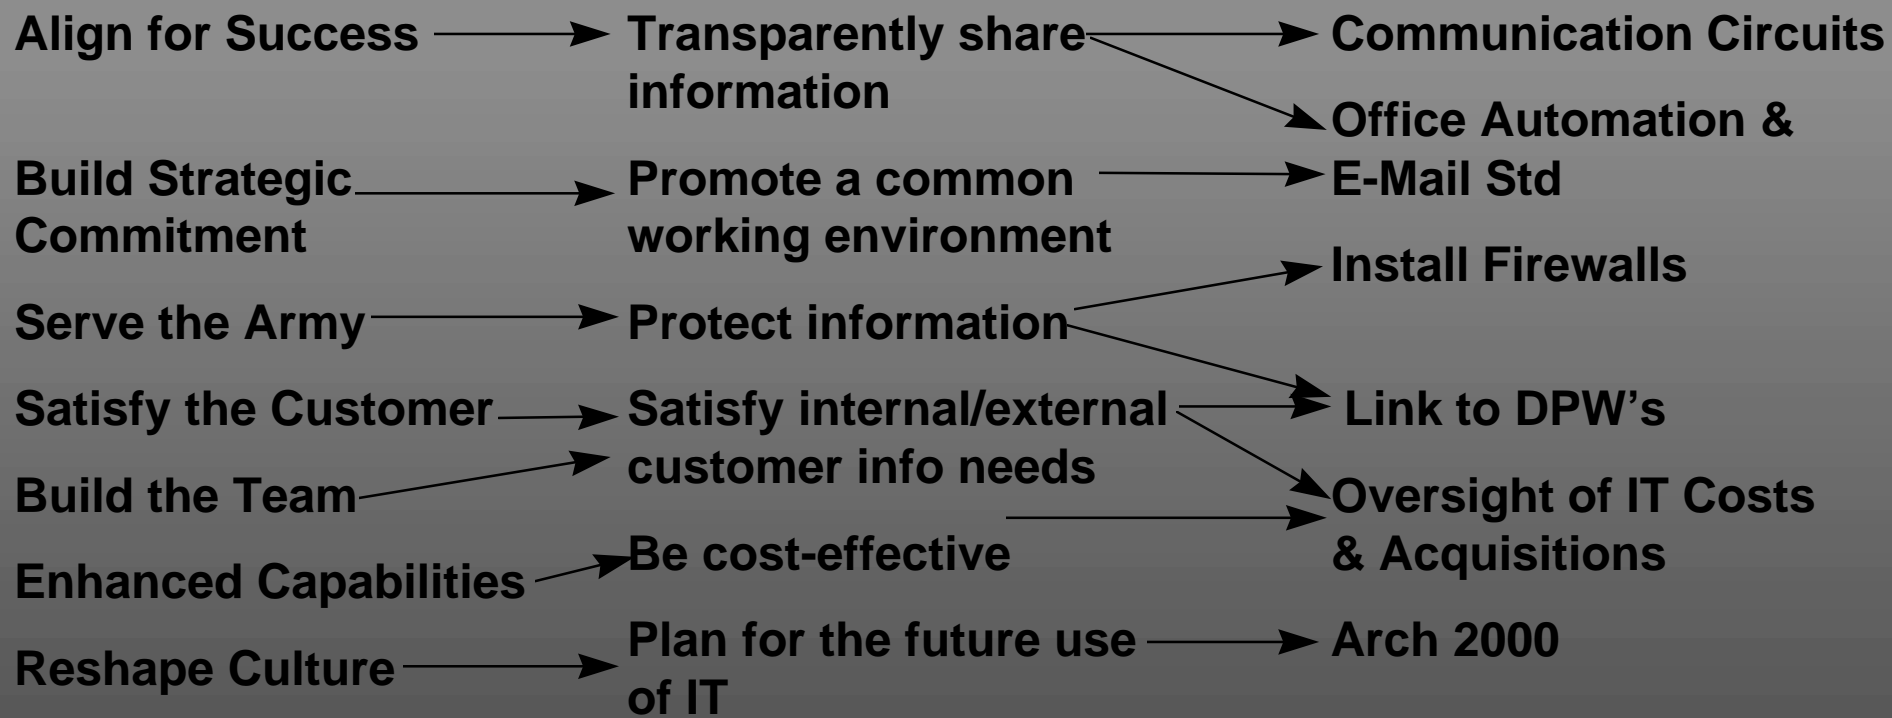 Align for Success
Build Strategic
Commitment
Serve the Army
Satisfy the Customer
Build the Team
Enhanced Capabilities
Reshape Culture
Transparently share
information
Promote a common
working environment
Protect information
Satisfy internal/external
customer info needs
Be cost-effective
Plan for the future use
of IT
Communication Circuits
Office Automation &
E-Mail Std
Install Firewalls
Link to DPW’s
Oversight of IT Costs
& Acquisitions
Arch 2000